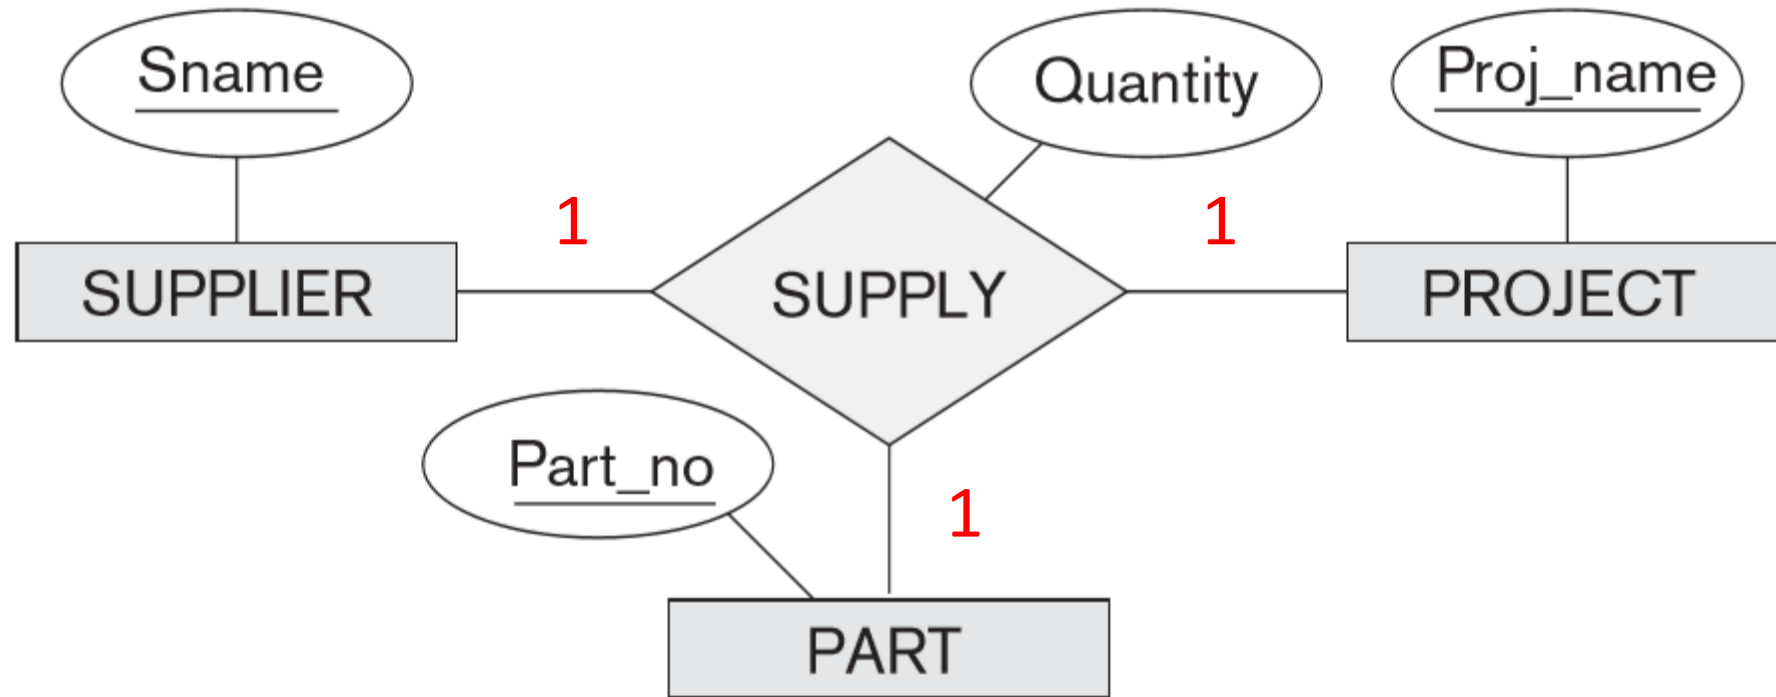 Sname
Quantity
Proj_name
1
1
SUPPLIER
SUPPLY
PROJECT
Part_no
1
PART